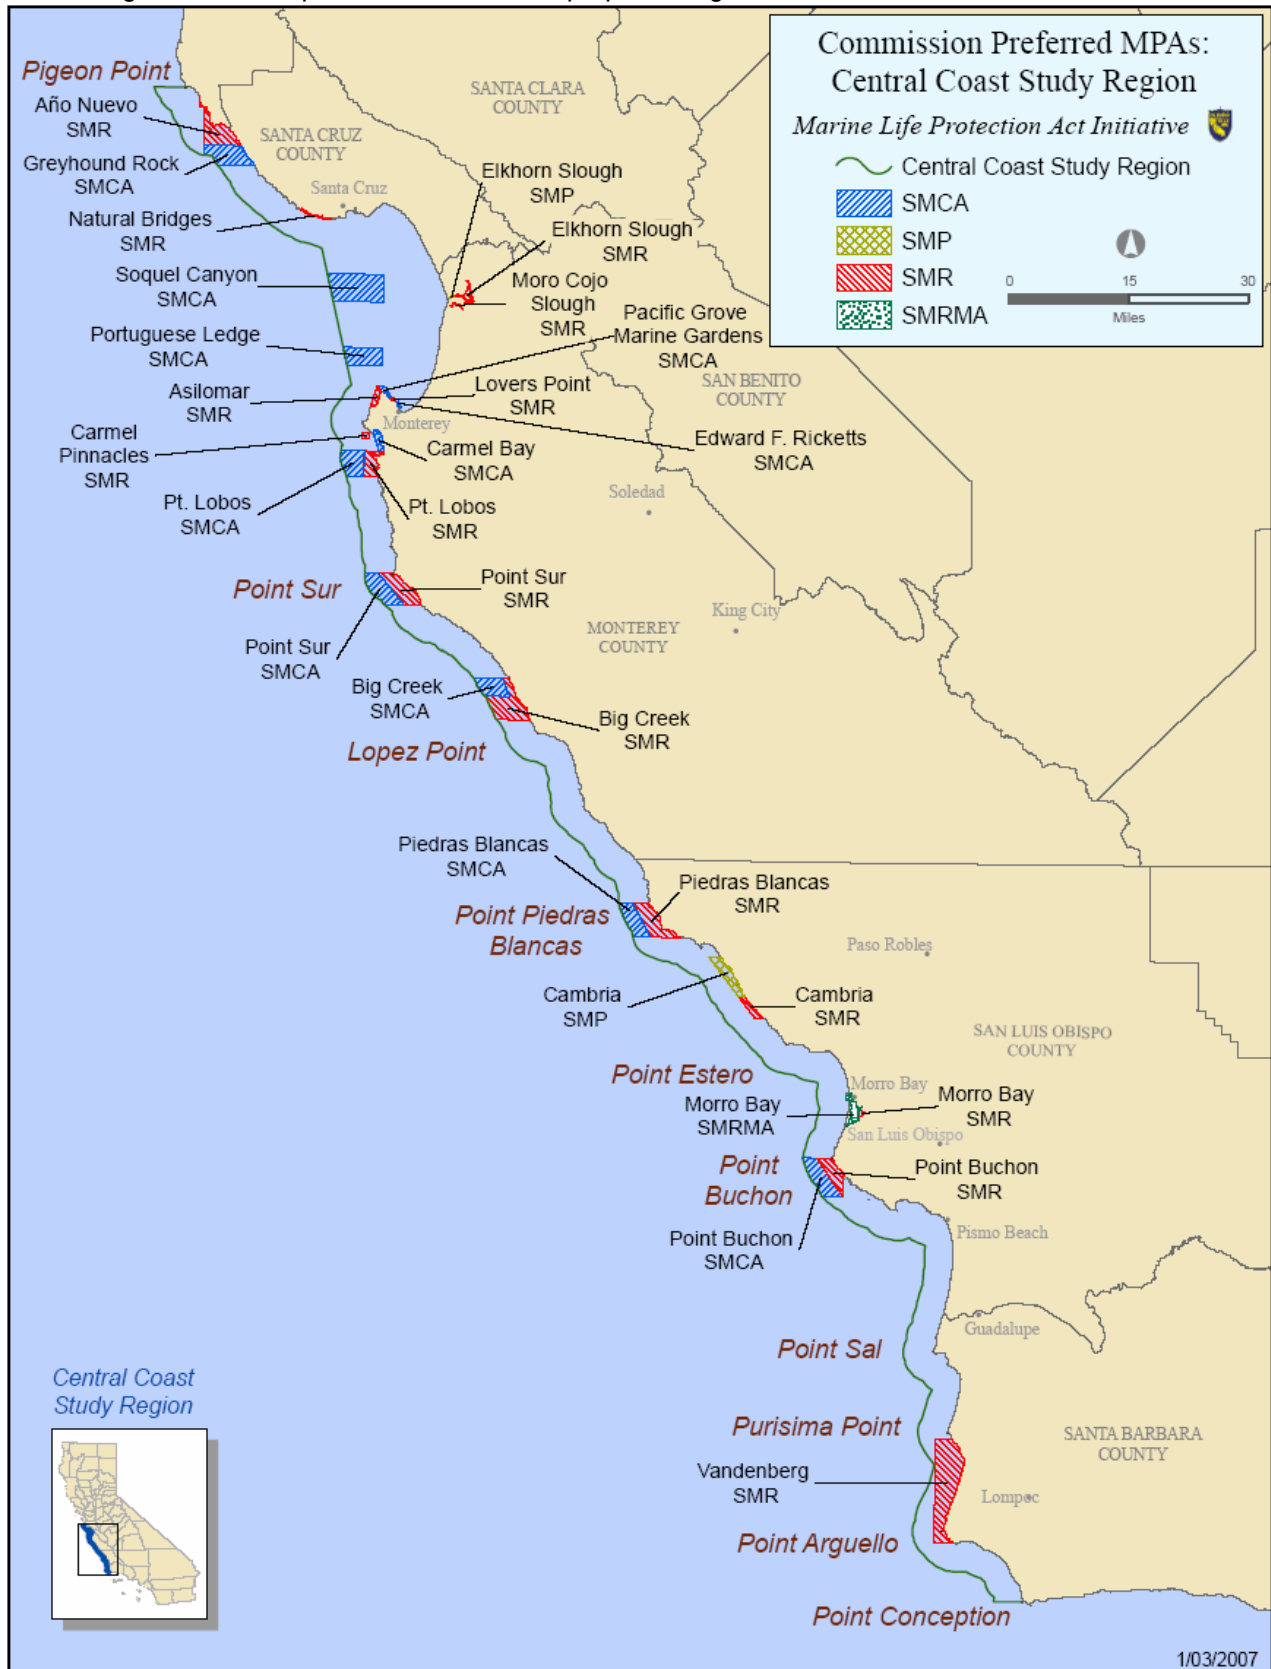 Pigeon Point
Año Nuevo
SMR
Greyhound Rock
SMCA
Natural Bridges
SMR
Soquel Canyon
SMCA
Portuguese Ledge
SMCA
Asilomar
SMR
Carmel
Pinnacles
SMR
Pt. Lobos
SMCA
SANTA CLARA
COUNTY
SANTA CRUZ
COUNTY
Santa Cruz
Elkhorn Slough
SMP
Elkhorn Slough
SMR
Moro Cojo
Slough
SMR
Pacific Grove
Marine Gardens
SMCA
Lovers Point
SMR
Monterey
Edward F. Ricketts
SMCA
Carmel Bay
SMCA
Pt. Lobos
SMR
SAN BENITO
COUNTY
Soledad
Commission Preferred MPAs:
Central Coast Study Region
Marine Life Protection Act Initiative
Central Coast Study Region
SMCA
SMP
SMR
SMRMA
0 15 30
Miles
Point Sur
Point Sur
SMR
Point Sur
SMCA
King City
MONTEREY
COUNTY
Big Creek
SMCA
Big Creek
SMR
Lopez Point
Piedras Blancas
SMCA
Piedras Blancas
SMR
Point Piedras
Blancas
Paso Robles
Cambria
SMP
Cambria
SMR
SAN LUIS OBISPO
COUNTY
Point Estero
Morro Bay
Morro Bay
SMRMA
Morro Bay
SMR
San Luis Obispo
Point
Buchon
Point Buchon
SMR
Point Buchon
SMCA
Pismo Beach
Guadalupe
Point Sal
Purisima Point
SANTA BARBARA
COUNTY
Vandenberg
SMR
Lompoc
Point Arguello
Point Conception
Central Coast
Study Region
1/03/2007